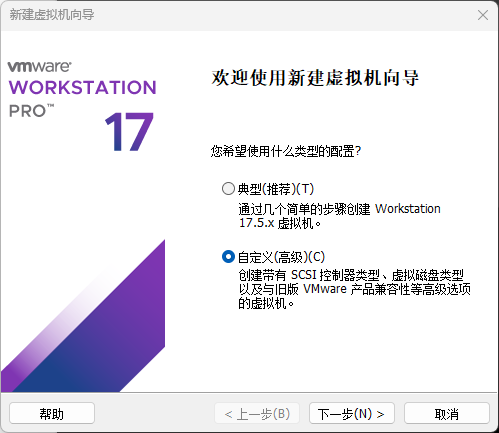 新建虚拟机向导
vmware
WORKSTATION
PRO™
17
欢迎使用新建虚拟机向导
您希望使用什么类型的配置?
典型(推荐)(T)
通过几个简单的步骤创建 Workstation
17.5.x 虚拟机。
自定义(高级)(C)
创建带有 SCSI 控制器类型、虚拟磁盘类型
以及与旧版 VMware 产品兼容性等高级选项
的虚拟机。
帮助
< 上一步(B)
下一步(N) >
取消